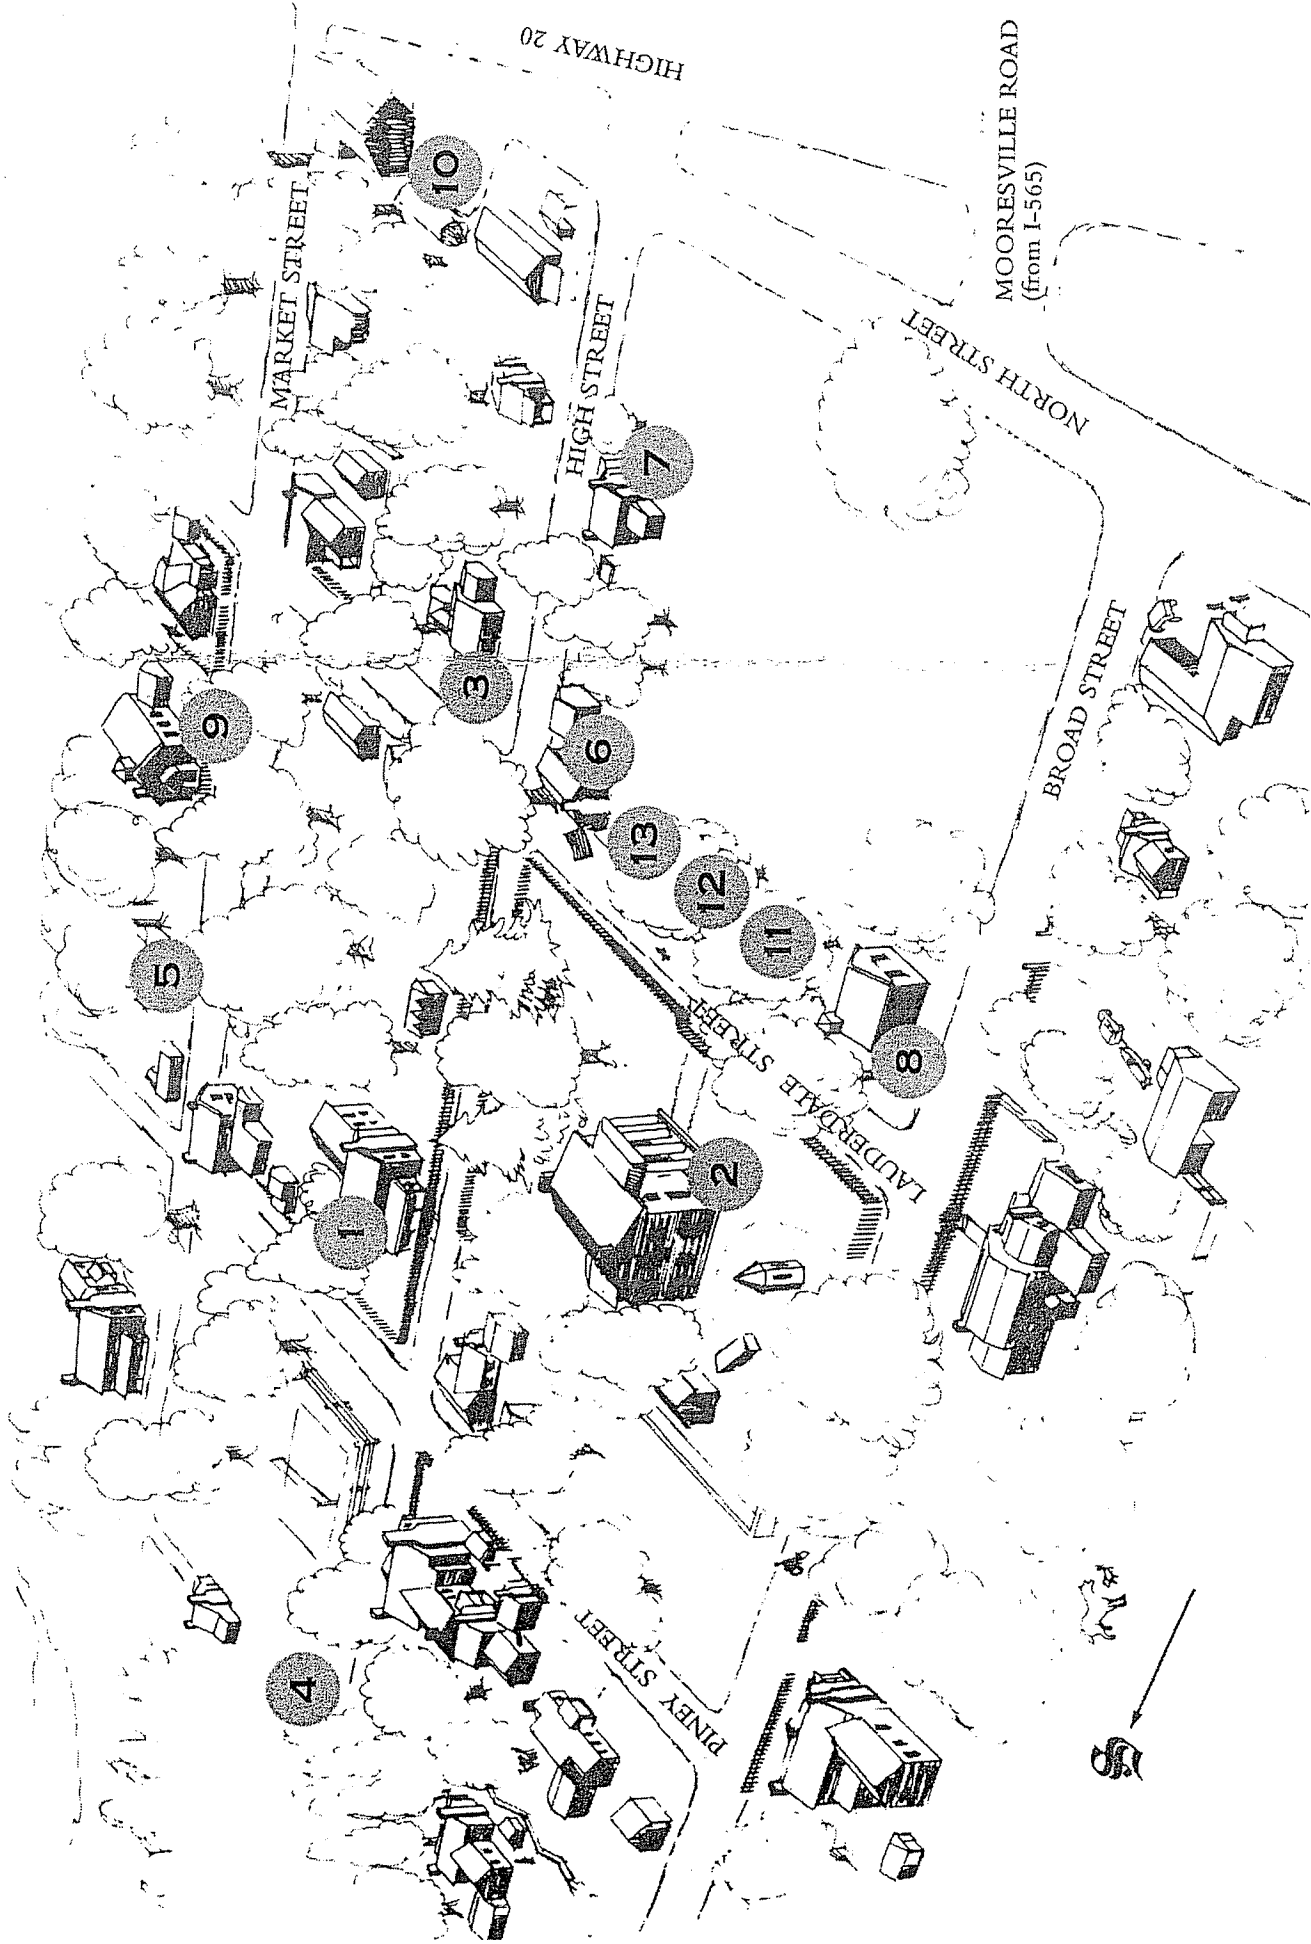 HIGHWAY 20
MOORESVILLE ROAD
(from I-565)
MARKET STREET
10
HIGH STREET
NORTH STREET
7
BROAD STREET
9
3
6
13
12
11
5
8
LAUDERDALE STREET
1
2
4
PINEY STREET
S